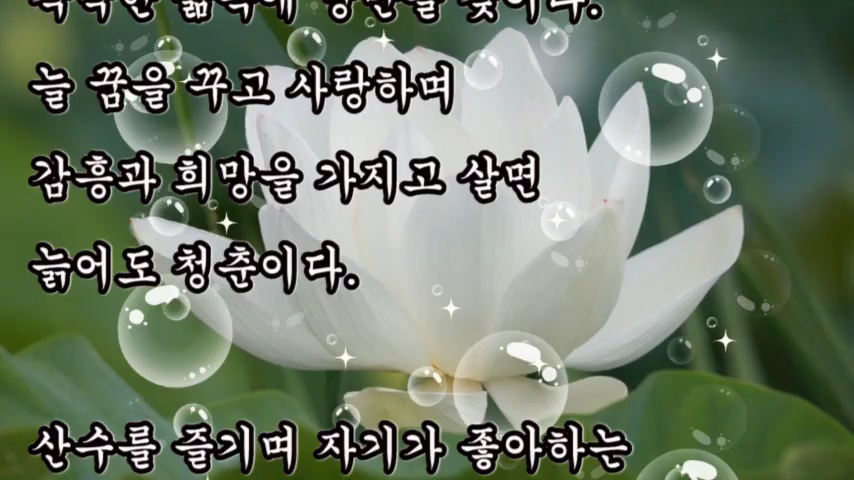 늘 꿈을 꾸고 사랑하며
감흥과 희망을 가지고 살면
늙어도 청춘이다.
산수를 즐기며 자기가 좋아하는